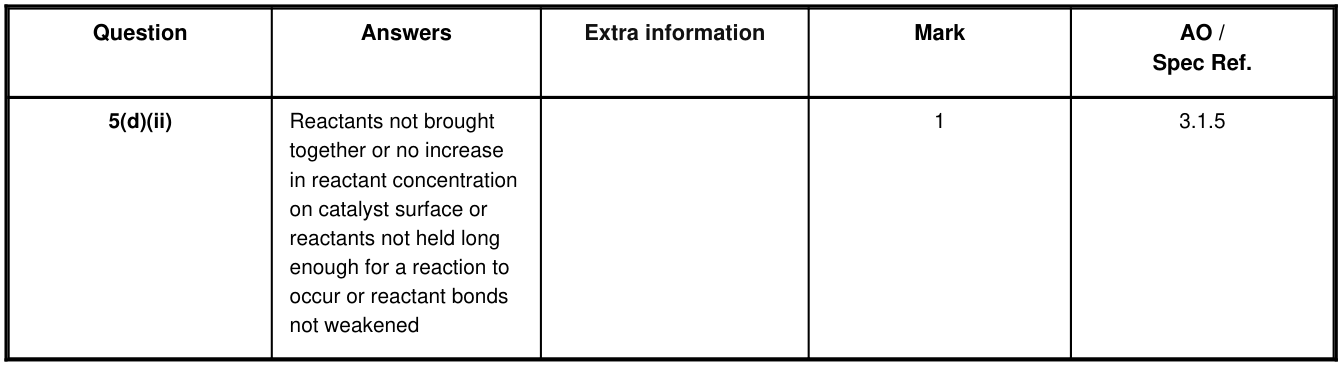 Question Answers Extra information Mark AO /
Spec Ref.
5(d)(ii) Reactants not brought 1 3.1.5
together or no increase
in reactant concentration
on catalyst surface or
reactants not held long
enough for a reaction to
occur or reactant bonds
not weakened